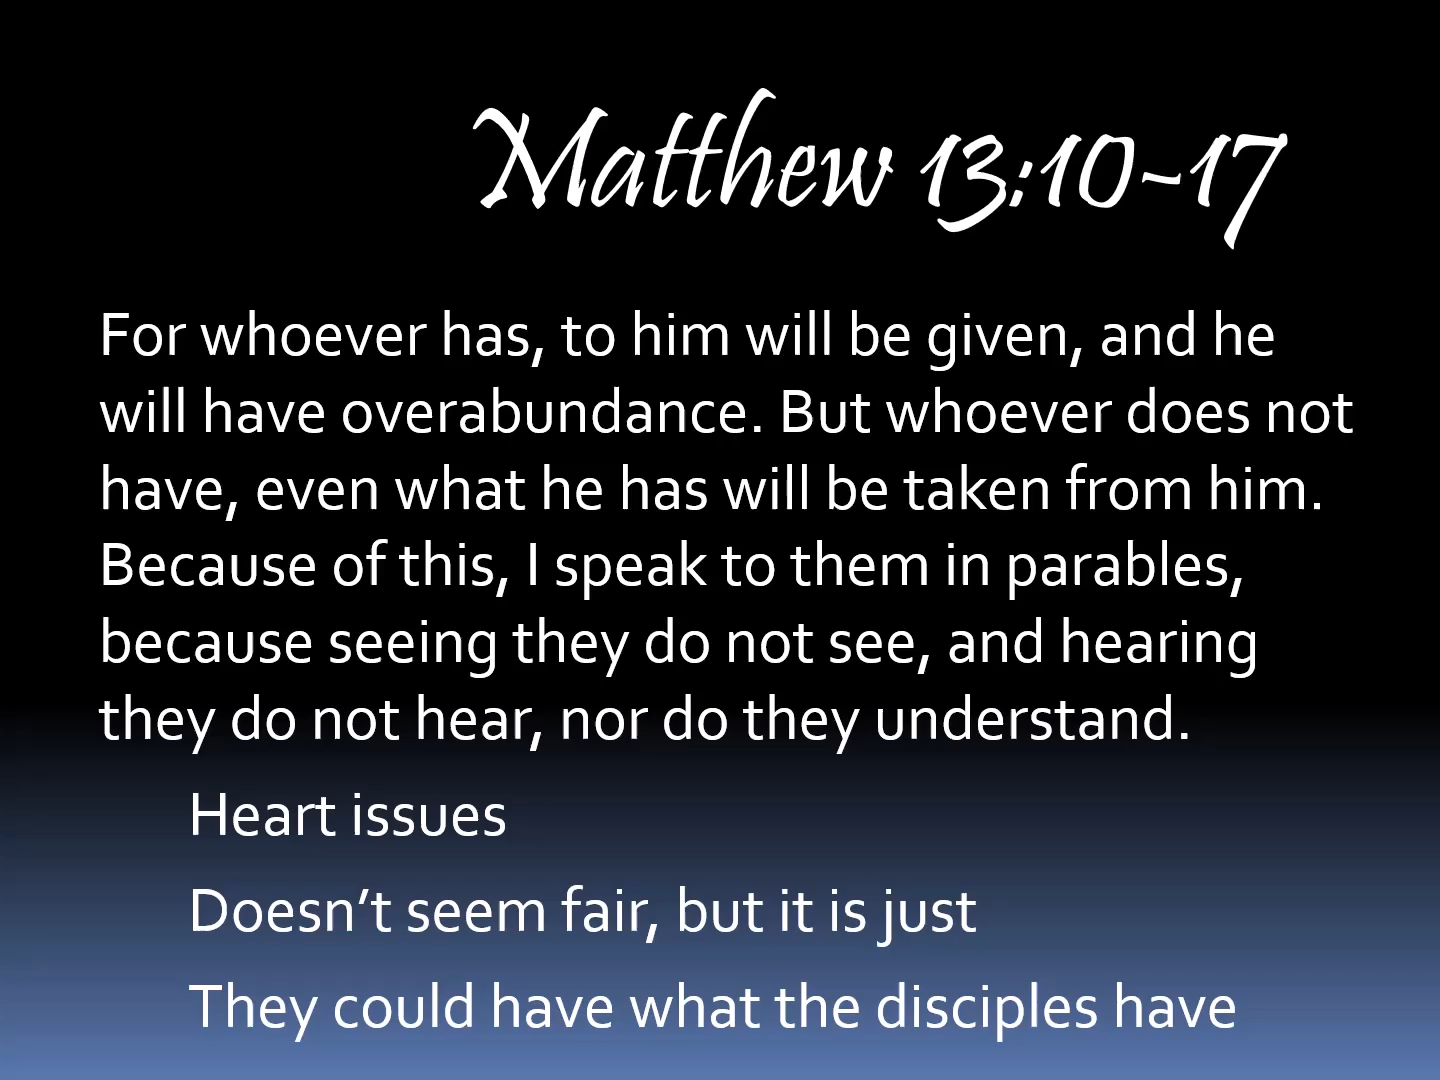 Matthew 13:10-17
For whoever has, to him will be given, and he
will have overabundance. But whoever does not
have, even what he has will be taken from him.
Because of this, I speak to them in parables,
because seeing they do not see, and hearing
they do not hear, nor do they understand.
Heart issues
Doesn’t seem fair, but it is just
They could have what the disciples have